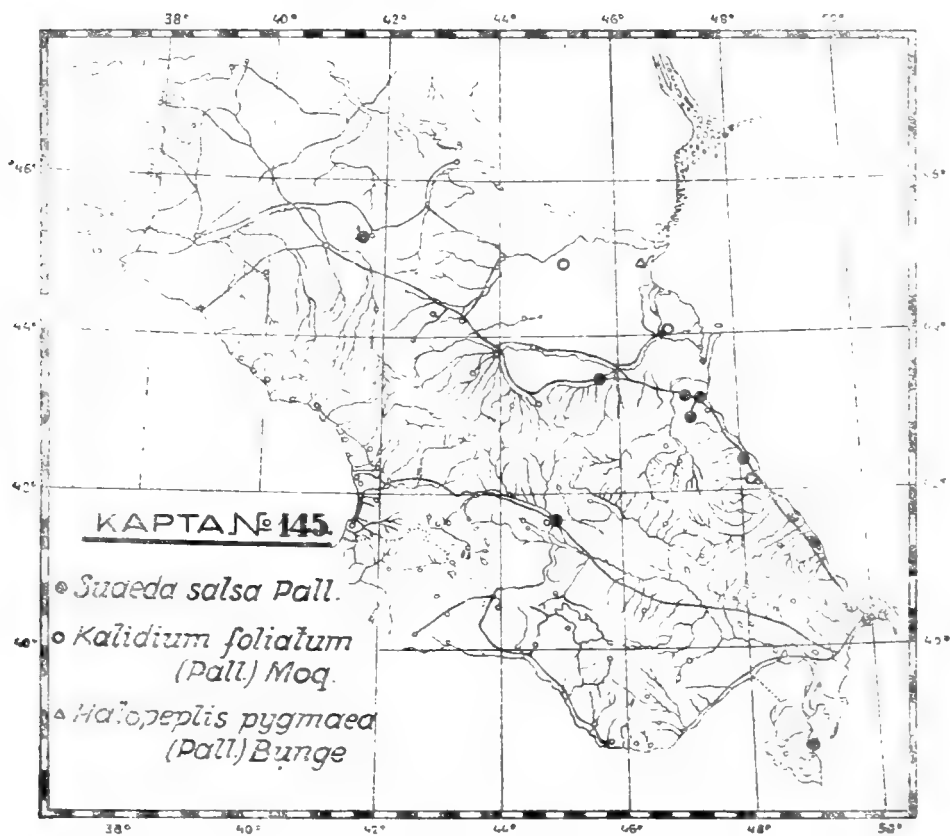 38° 40° 42° 44° 46° 48° 50°
46°
44° 44°
КАРТА № 145.
Suaeda salsa Pall.
Kalidium foliatum
(Pall.) Moq.
40°
Halopeplis pygmaea
(Pall.) Bunge
38° 40° 42° 44° 46° 48° 50°